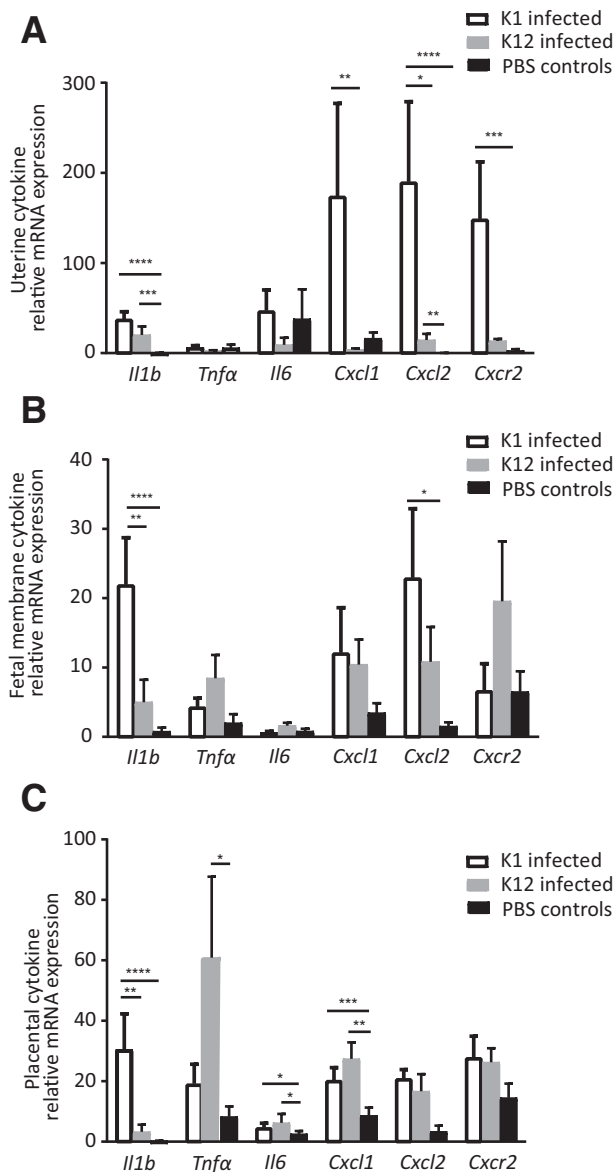 A
K1 infected
K12 infected
PBS controls
Uterine cytokine
relative mRNA expression
300
200
100
0
****
***
**
****
*
**
***
Il1b Tnfα Il6 Cxcl1 Cxcl2 Cxcr2
B
K1 infected
K12 infected
PBS controls
Fetal membrane cytokine
relative mRNA expression
40
30
20
10
0
****
**
*
Il1b Tnfα Il6 Cxcl1 Cxcl2 Cxcr2
C
K1 infected
K12 infected
PBS controls
Placental cytokine
relative mRNA expression
100
80
60
40
20
0
****
**
*
*
*
***
**
Il1b Tnfα Il6 Cxcl1 Cxcl2 Cxcr2